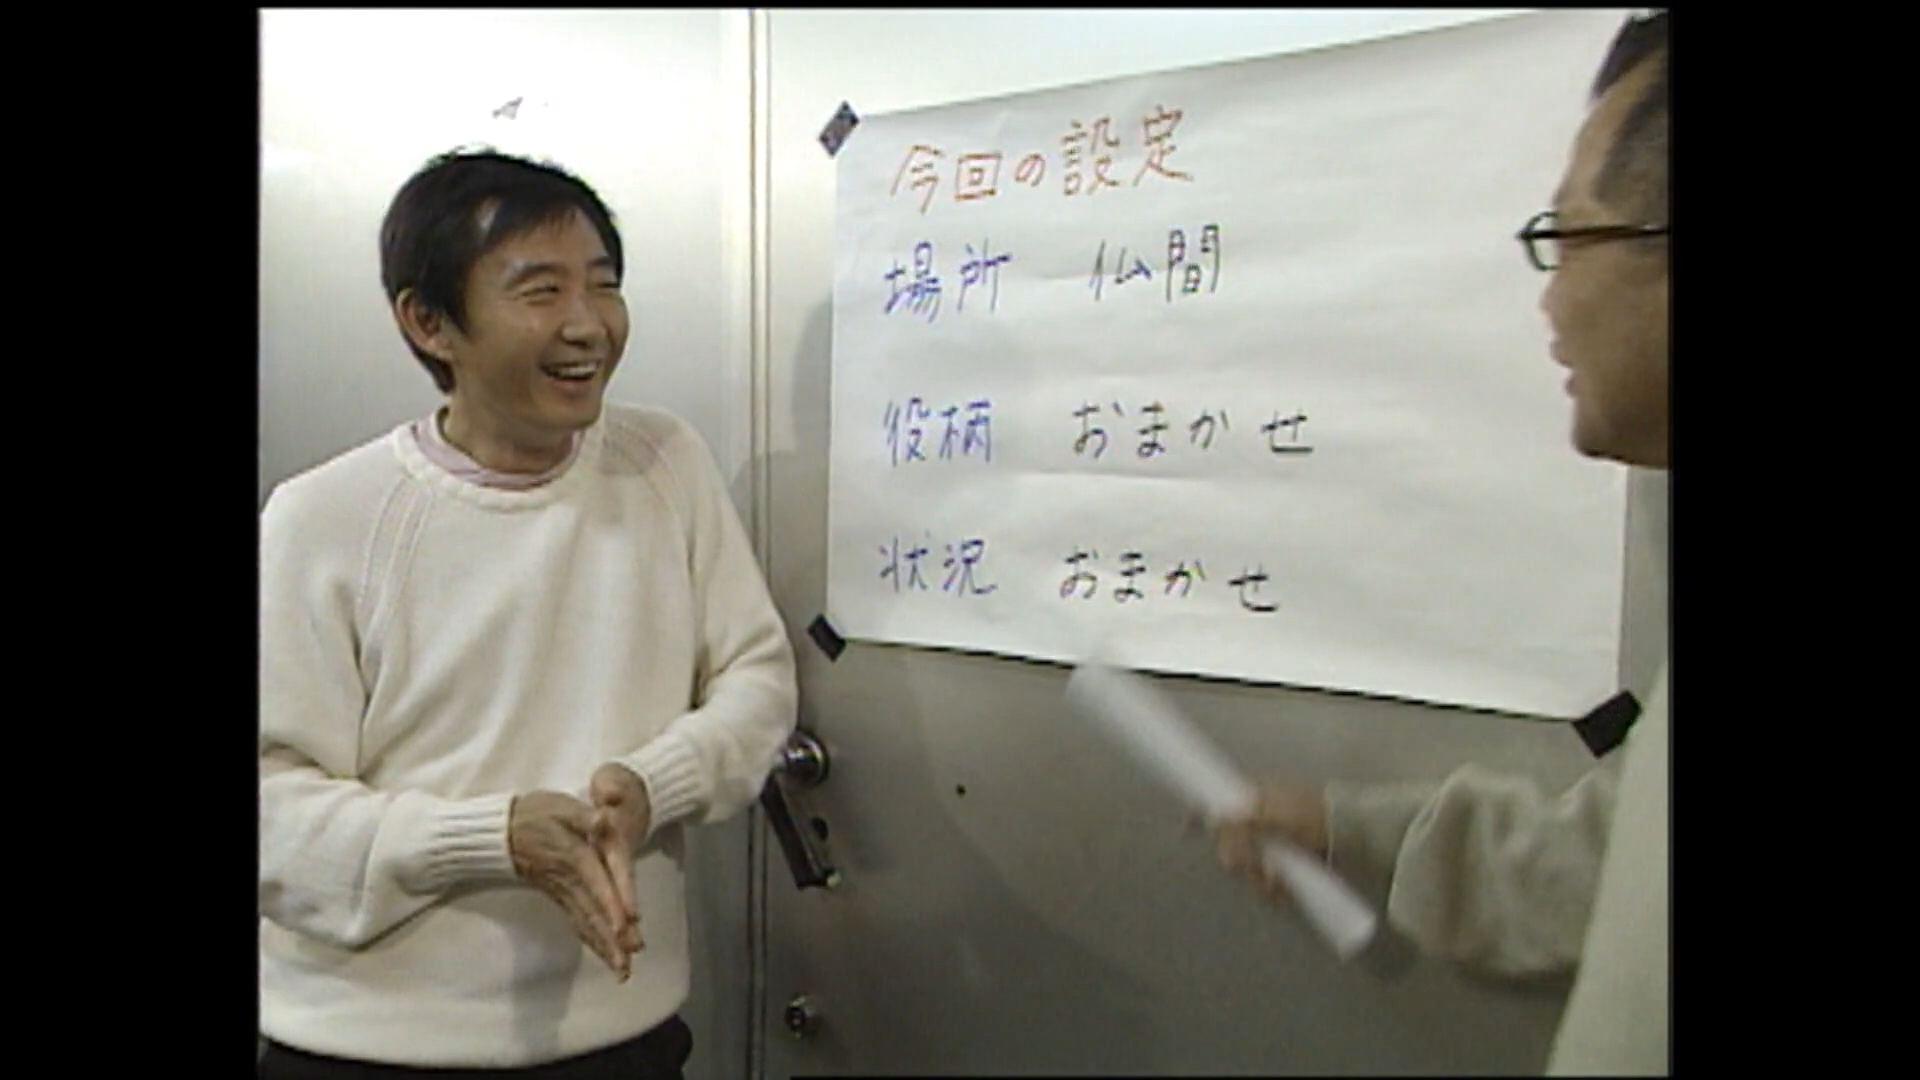 今回の設定
場所 仏間
役柄 おまかせ
状況 おまかせ